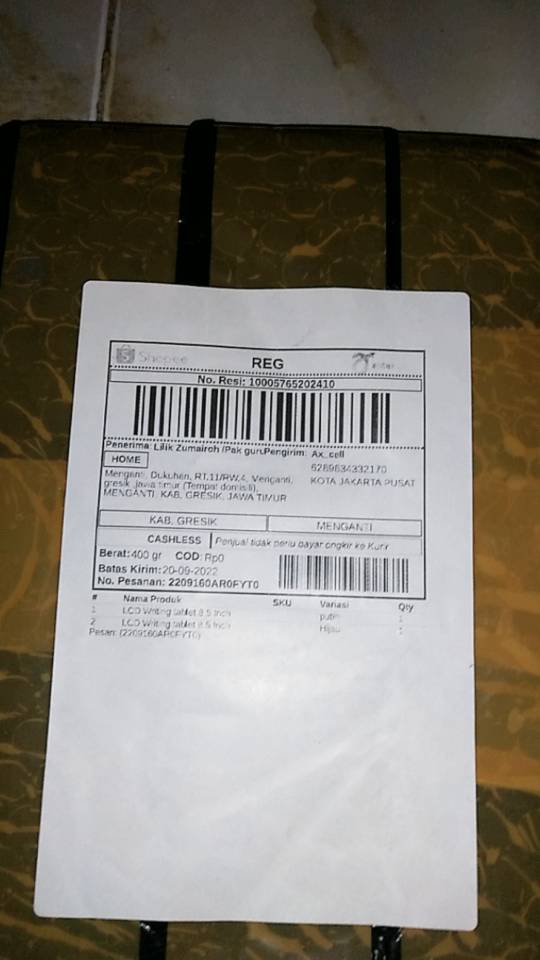 Shopee
REG
No. Resi: 10005765202410
Penerima: Lilik Zumairoh (Pak guru Pengirim: Ax_cell
HOME
6289634332170
KOTA JAKARTA PUSAT
Menganti, Dukuhan, RT.11/RW.4, Menganti,
gresik, jawa timur (Tempat domisili),
MENGANTI, KAB. GRESIK, JAWA TIMUR
KAB. GRESIK
MENGANTI
CASHLESS Penjual tidak perlu bayar ongkir ke Kurir
Berat: 400 gr COD: Rp0
Batas Kirim: 20-09-2022
No. Pesanan: 2209160AR0FYT0
# Nama Produk SKU Variasi Qty
1 LCD Writing tablet 8.5 Inch putih 1
2 LCD Writing tablet 8.5 Inch Hijau
Pesan: (2209160AR0FYT0)